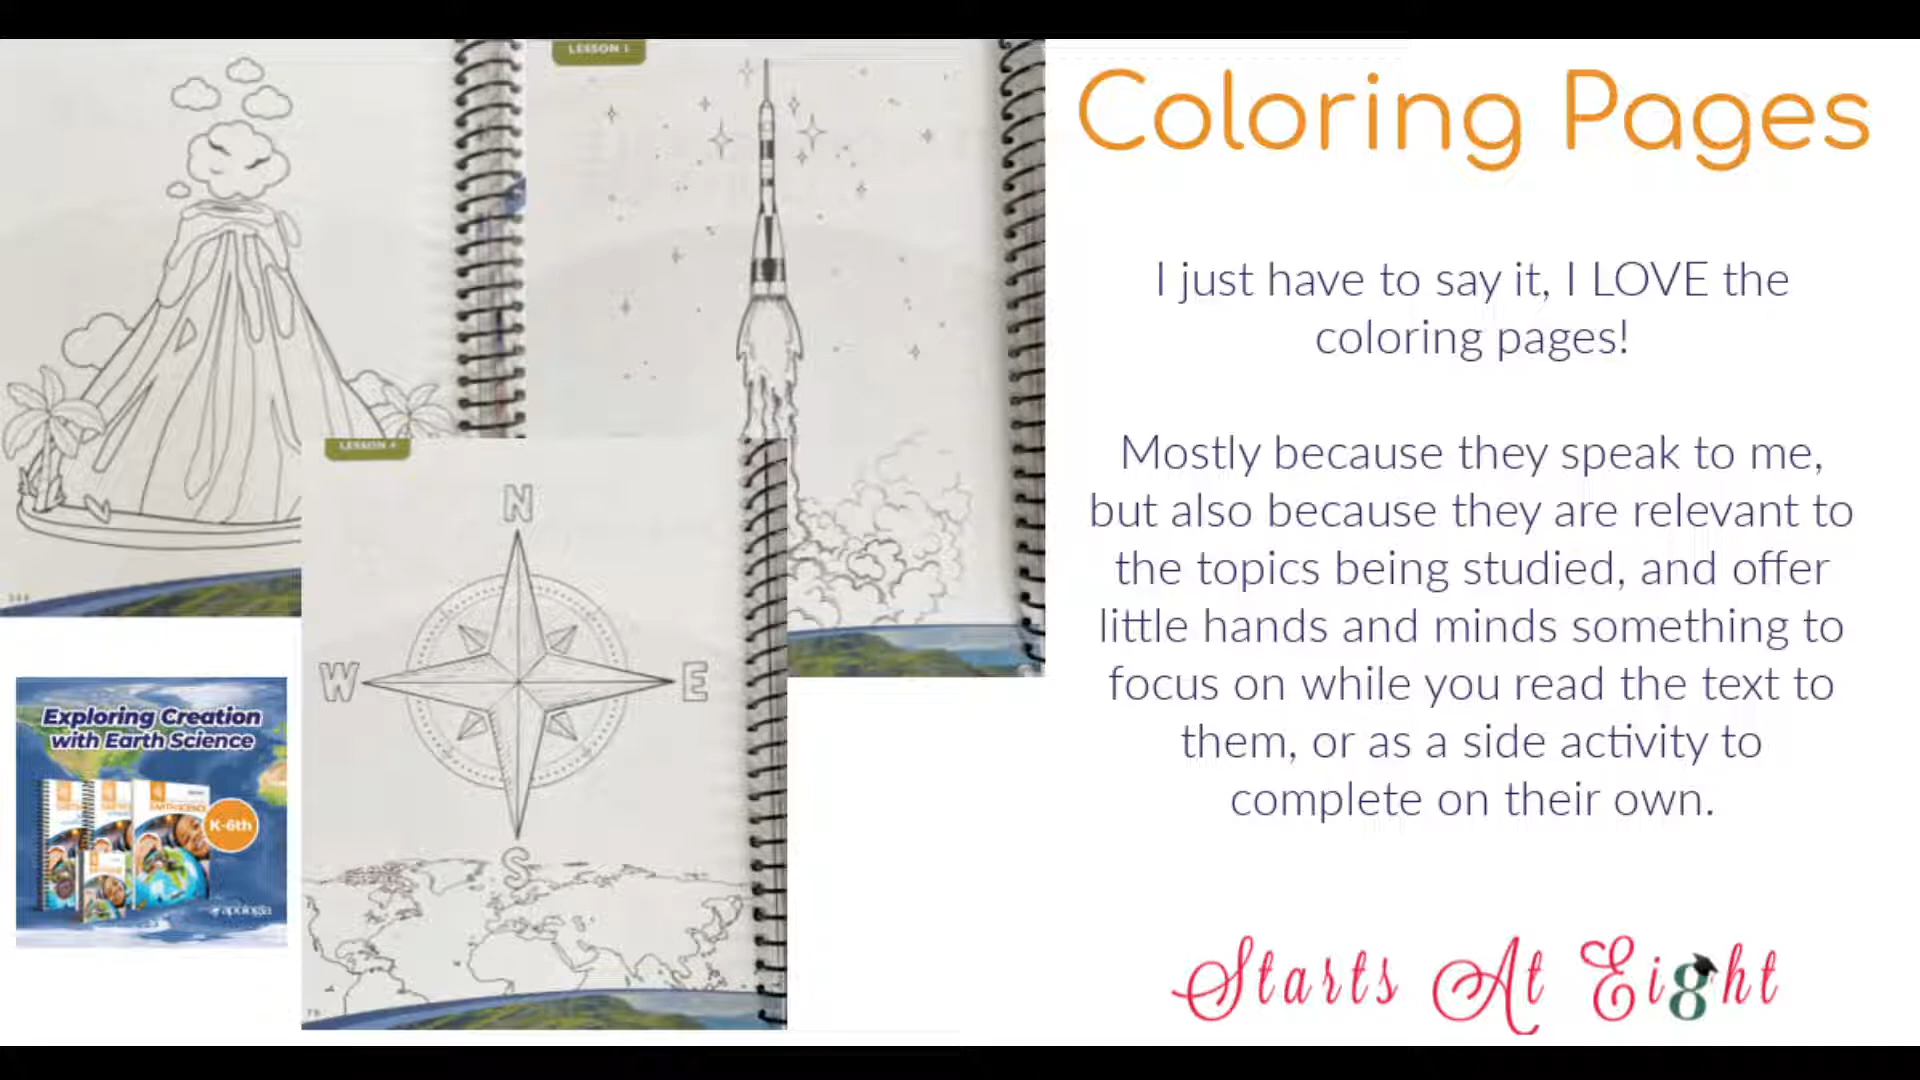 LESSON 1
Coloring Pages
I just have to say it, I LOVE the
coloring pages!
Mostly because they speak to me,
but also because they are relevant to
the topics being studied, and offer
little hands and minds something to
focus on while you read the text to
them, or as a side activity to
complete on their own.
LESSON 4
N
W
E
S
Exploring Creation
with Earth Science
EARTH SCIENCE
K-6th
apologia
Starts At Ei8ht